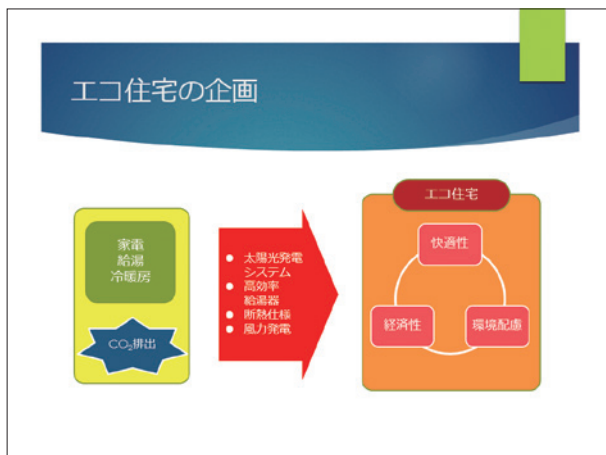 エコ住宅の企画
家電
給湯
冷暖房
CO₂排出
● 太陽光発電
システム
● 高効率
給湯器
● 断熱仕様
● 風力発電
エコ住宅
快適性
経済性
環境配慮